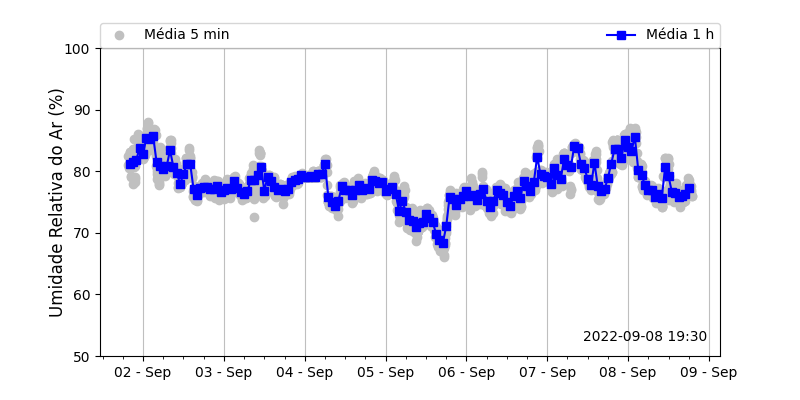 Média 5 min
Média 1 h
Umidade Relativa do Ar (%)
100
90
80
70
60
50
2022-09-08 19:30
02 - Sep
03 - Sep
04 - Sep
05 - Sep
06 - Sep
07 - Sep
08 - Sep
09 - Sep